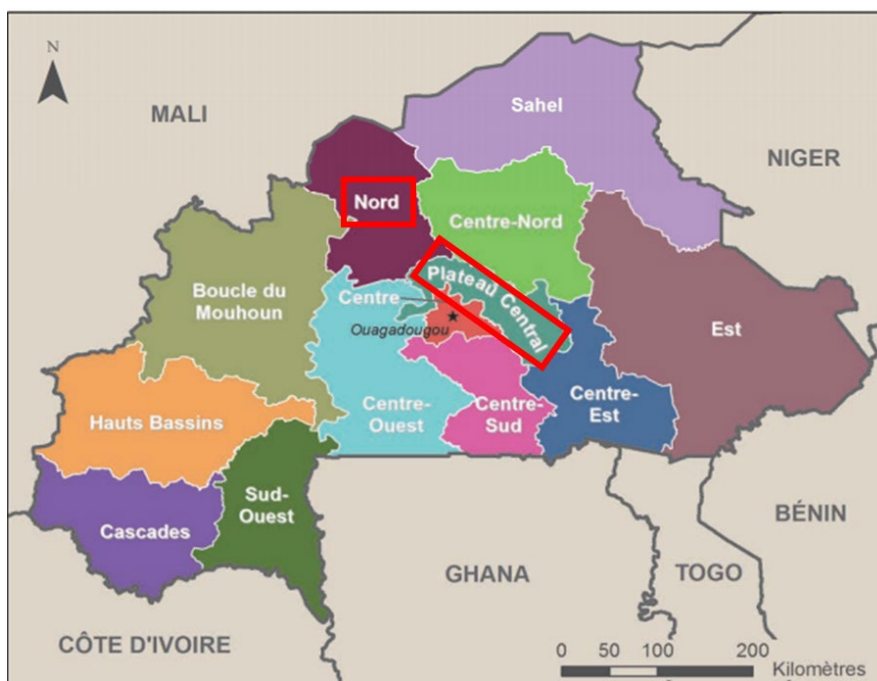 N
MALI
Sahel
NIGER
Nord
Centre-Nord
Plateau Central
Boucle du
Mouhoun
Centre
Ouagadougou
Est
Hauts Bassins
Centre-
Ouest
Centre-
Sud
Centre-
Est
Sud-
Ouest
Cascades
BÉNIN
GHANA
TOGO
CÔTE D'IVOIRE
0 50 100 200
Kilomètres